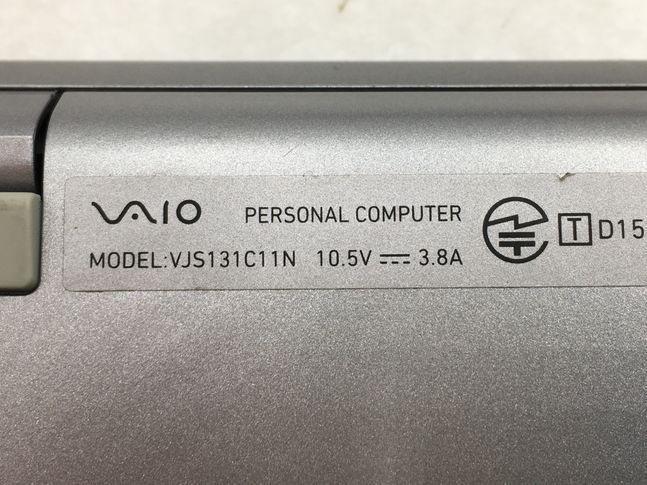 VAIO PERSONAL COMPUTER
MODEL:VJS131C11N 10.5V ⎓ 3.8A
T D15